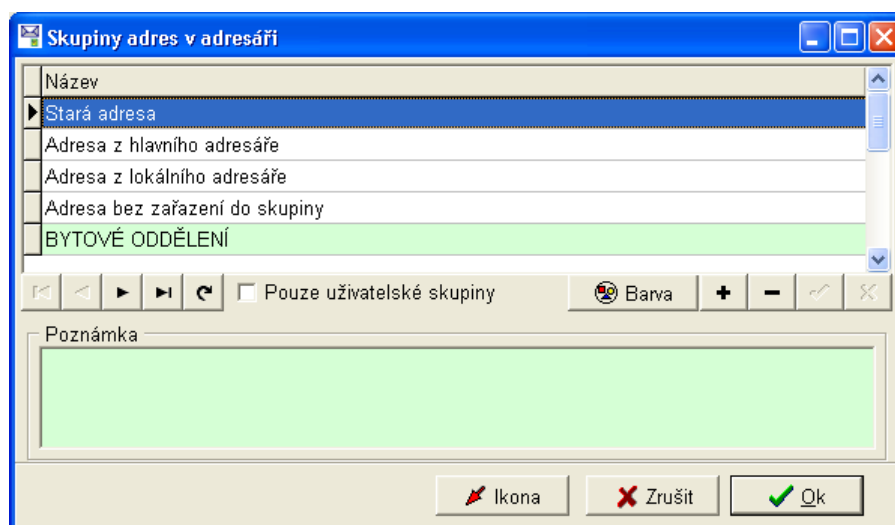 Skupiny adres v adresáři
Název
Stará adresa
Adresa z hlavního adresáře
Adresa z lokálního adresáře
Adresa bez zařazení do skupiny
BYTOVÉ ODDĚLENÍ
Pouze uživatelské skupiny Barva
Poznámka
Ikona Zrušit Ok